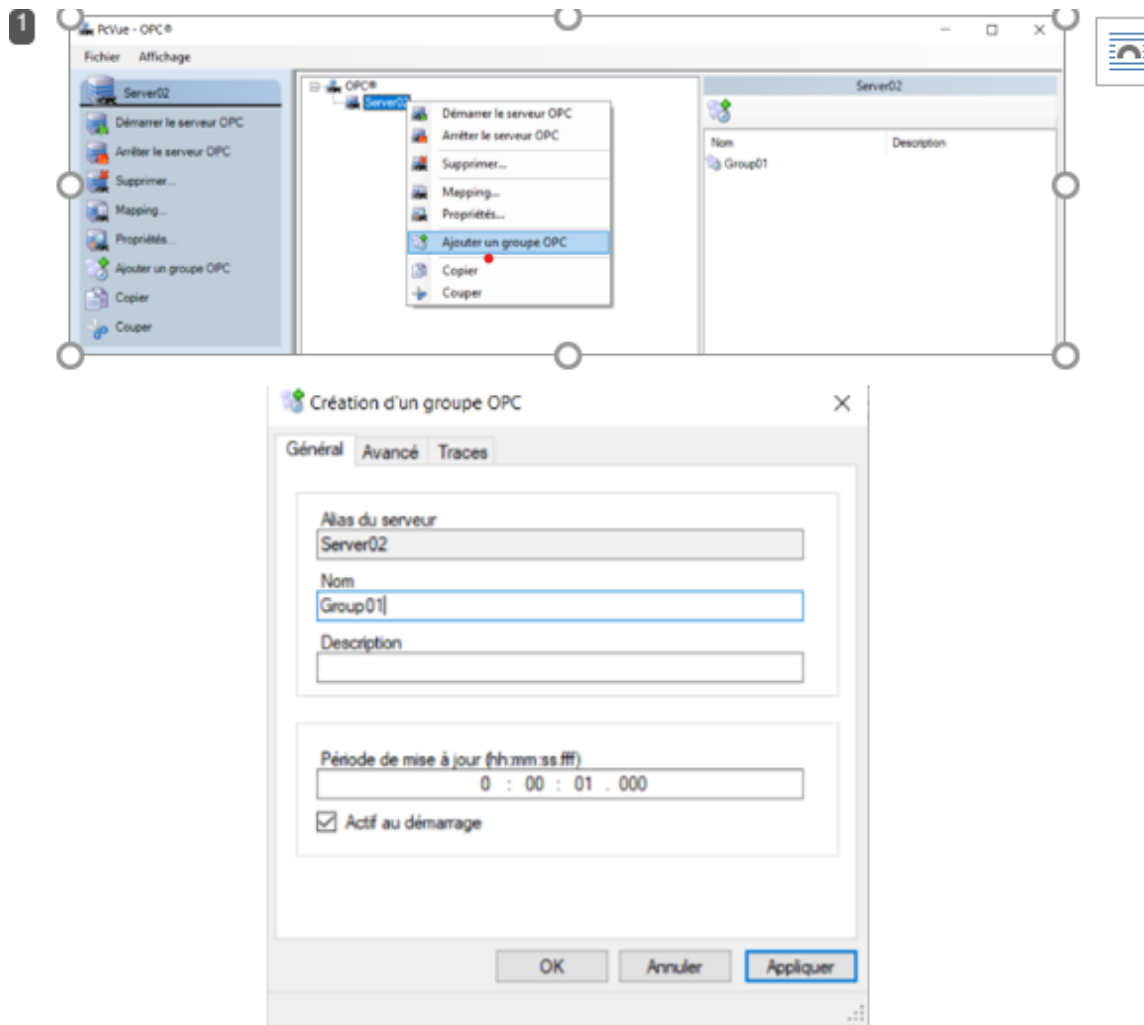 1
PcVue - OPC®
Fichier Affichage
Server02
Démarrer le serveur OPC
Arrêter le serveur OPC
Supprimer...
Mapping...
Propriétés...
Ajouter un groupe OPC
Copier
Couper
OPC®
Server02
Démarrer le serveur OPC
Arrêter le serveur OPC
Supprimer...
Mapping...
Propriétés...
Ajouter un groupe OPC
Copier
Couper
Server02
Nom Description
Group01
Création d'un groupe OPC
Général Avancé Traces
Alias du serveur
Server02
Nom
Group01
Description
Période de mise à jour (hh:mm:ss.fff)
0 : 00 : 01 . 000
Actif au démarrage
OK Annuler Appliquer